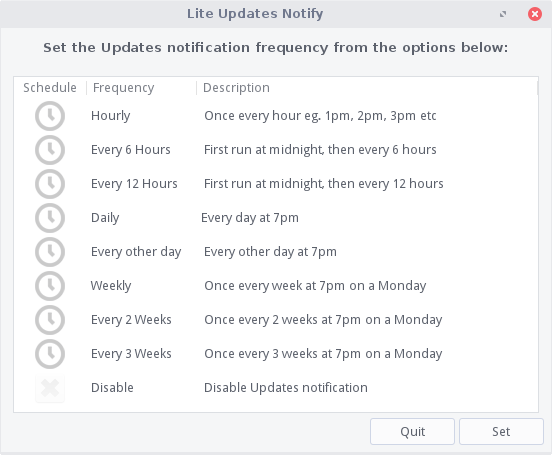 Lite Updates Notify
Set the Updates notification frequency from the options below:
Schedule Frequency Description
Hourly Once every hour eg. 1pm, 2pm, 3pm etc
Every 6 Hours First run at midnight, then every 6 hours
Every 12 Hours First run at midnight, then every 12 hours
Daily Every day at 7pm
Every other day Every other day at 7pm
Weekly Once every week at 7pm on a Monday
Every 2 Weeks Once every 2 weeks at 7pm on a Monday
Every 3 Weeks Once every 3 weeks at 7pm on a Monday
Disable Disable Updates notification
Quit Set